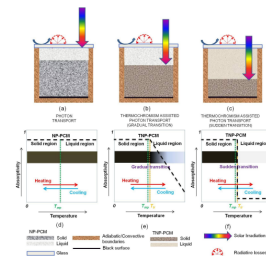 (a)
PHOTON
TRANSPORT
(b)
THERMOCHROMISM-ASSISTED
PHOTON TRANSPORT
(GRADUAL TRANSITION)
(c)
THERMOCHROMISM-ASSISTED
PHOTON TRANSPORT
(SUDDEN TRANSITION)
NP-PCM
Solid region
Liquid region
Absorptivity
Heating
Cooling
0
Temperature
(d)
TNP-PCM
Solid region
Liquid region
Absorptivity
Gradual transition
Heating
Cooling
0
Temperature
(e)
TNP-PCM
Solid region
Liquid region
Absorptivity
Sudden transition
Heating
Cooling
0
Temperature
(f)
NP-PCM
Solid
Liquid
Glass
Adiabatic/Convective
boundaries
Black surface
TNP-PCM
Solid
Liquid
Solar Irradiation
Radiative losses